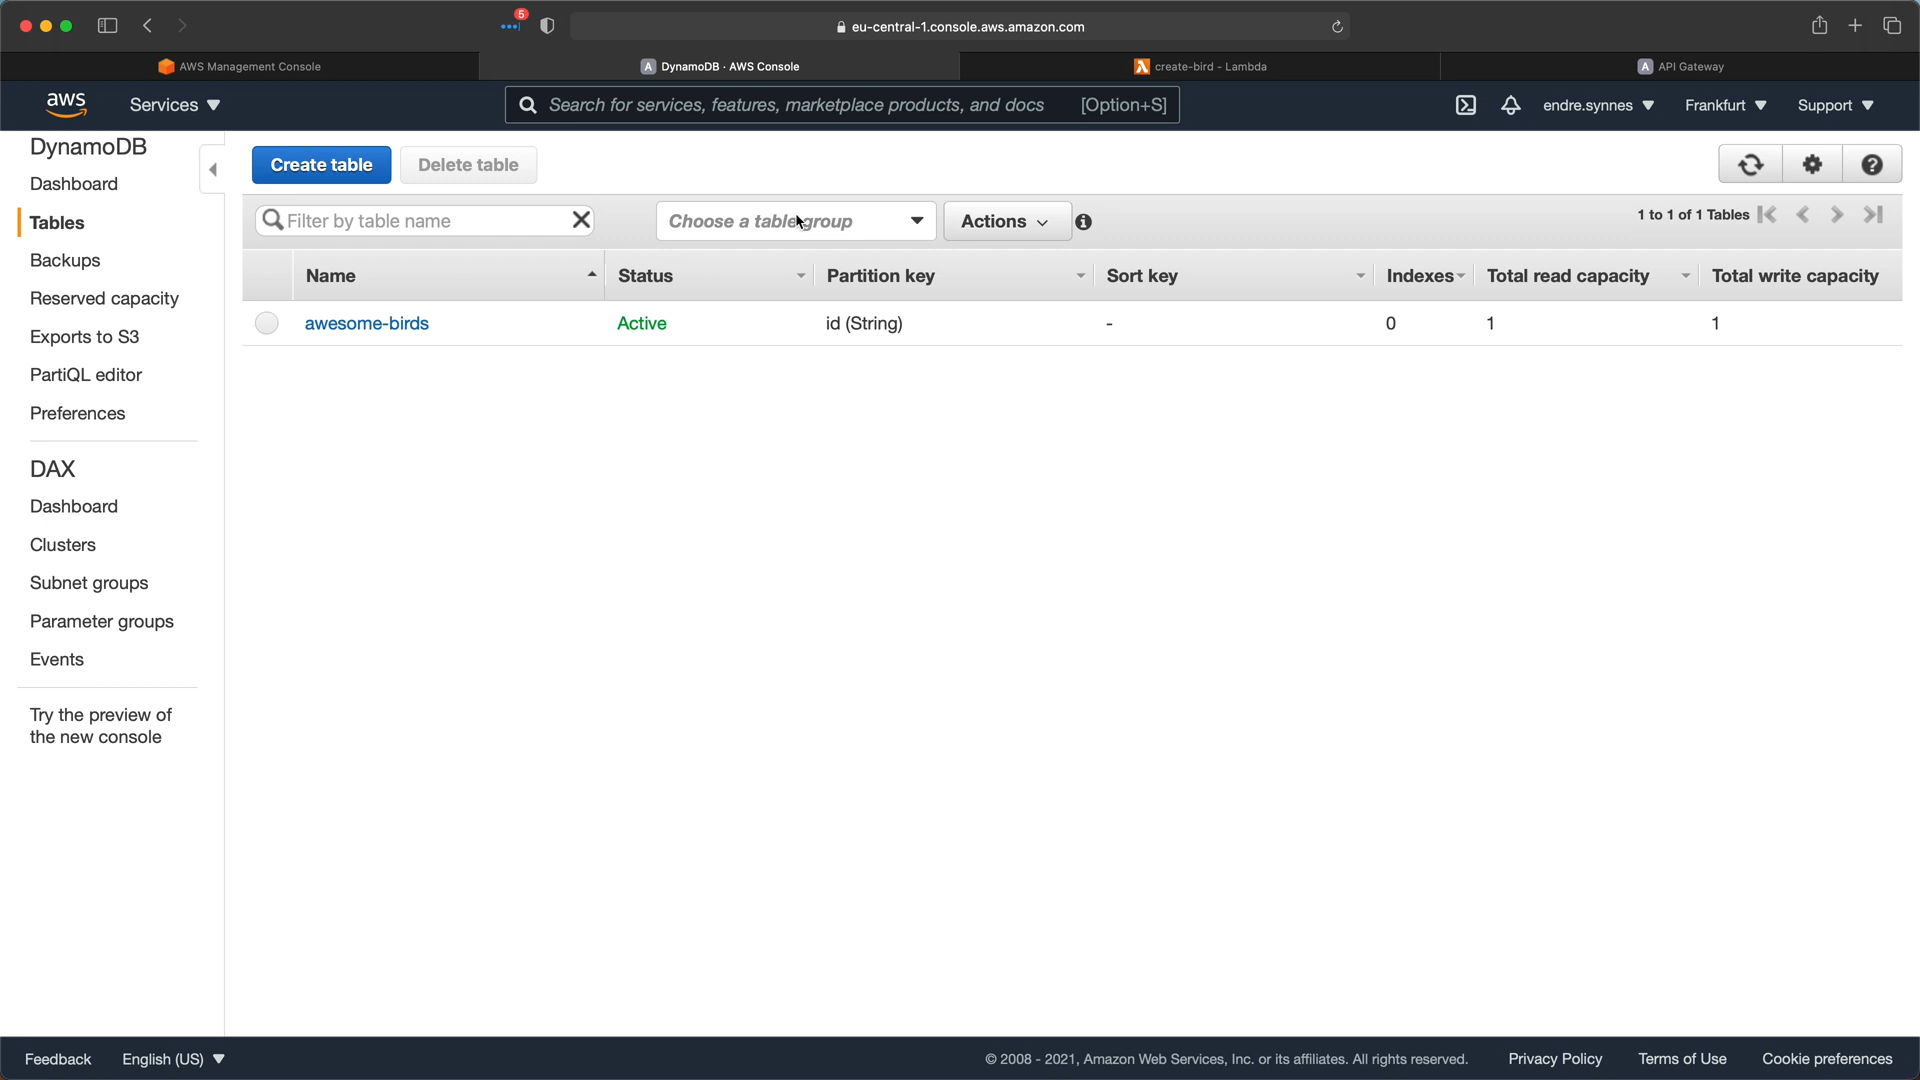 5
eu-central-1.console.aws.amazon.com
AWS Management Console
DynamoDB · AWS Console
create-bird - Lambda
API Gateway
aws
Services
Search for services, features, marketplace products, and docs [Option+S]
endre.synnes
Frankfurt
Support
DynamoDB
Dashboard
Tables
Backups
Reserved capacity
Exports to S3
PartiQL editor
Preferences
DAX
Dashboard
Clusters
Subnet groups
Parameter groups
Events
Try the preview of
the new console
Create table
Delete table
Filter by table name
Choose a table group
Actions
1 to 1 of 1 Tables
Name Status Partition key Sort key Indexes Total read capacity Total write capacity
awesome-birds Active id (String) - 0 1 1
Feedback
English (US)
© 2008 - 2021, Amazon Web Services, Inc. or its affiliates. All rights reserved.
Privacy Policy
Terms of Use
Cookie preferences